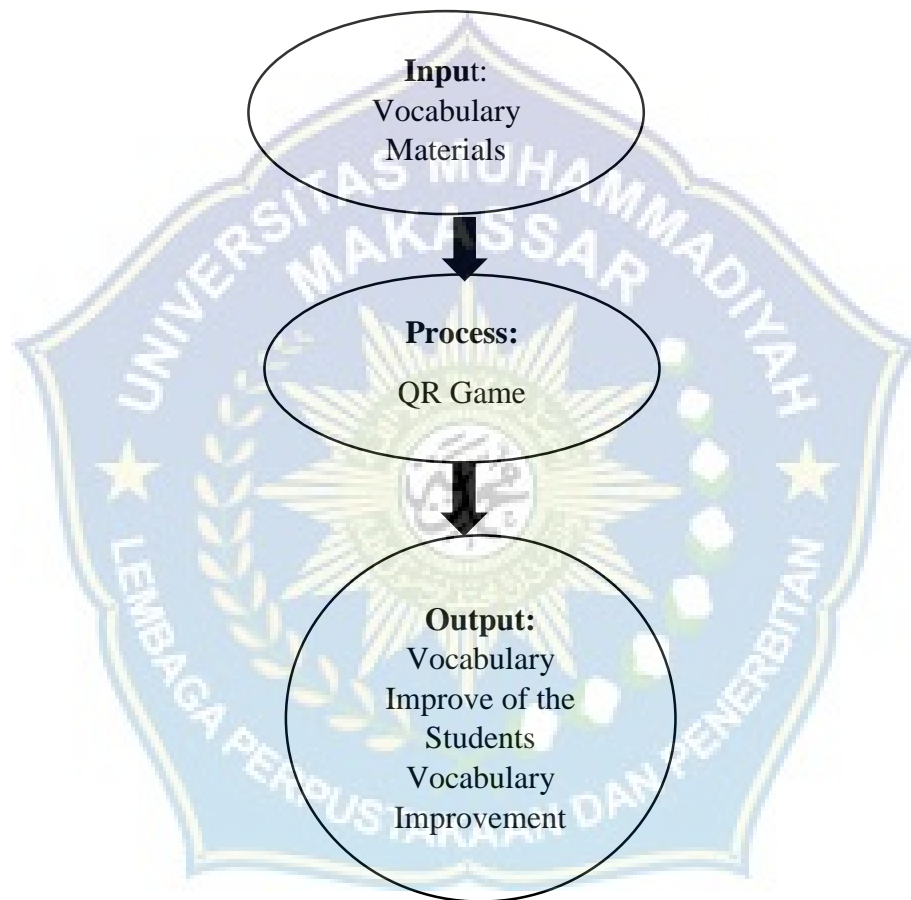 Input:
Vocabulary
Materials
UNIVERSITAS MUHAMMADIYAH
MAKASSAR
Process:
QR Game
Output:
Vocabulary
Improve of the
Students
Vocabulary
Improvement
LEMBAGA PERPUSTAKAAN DAN PENERBITAN